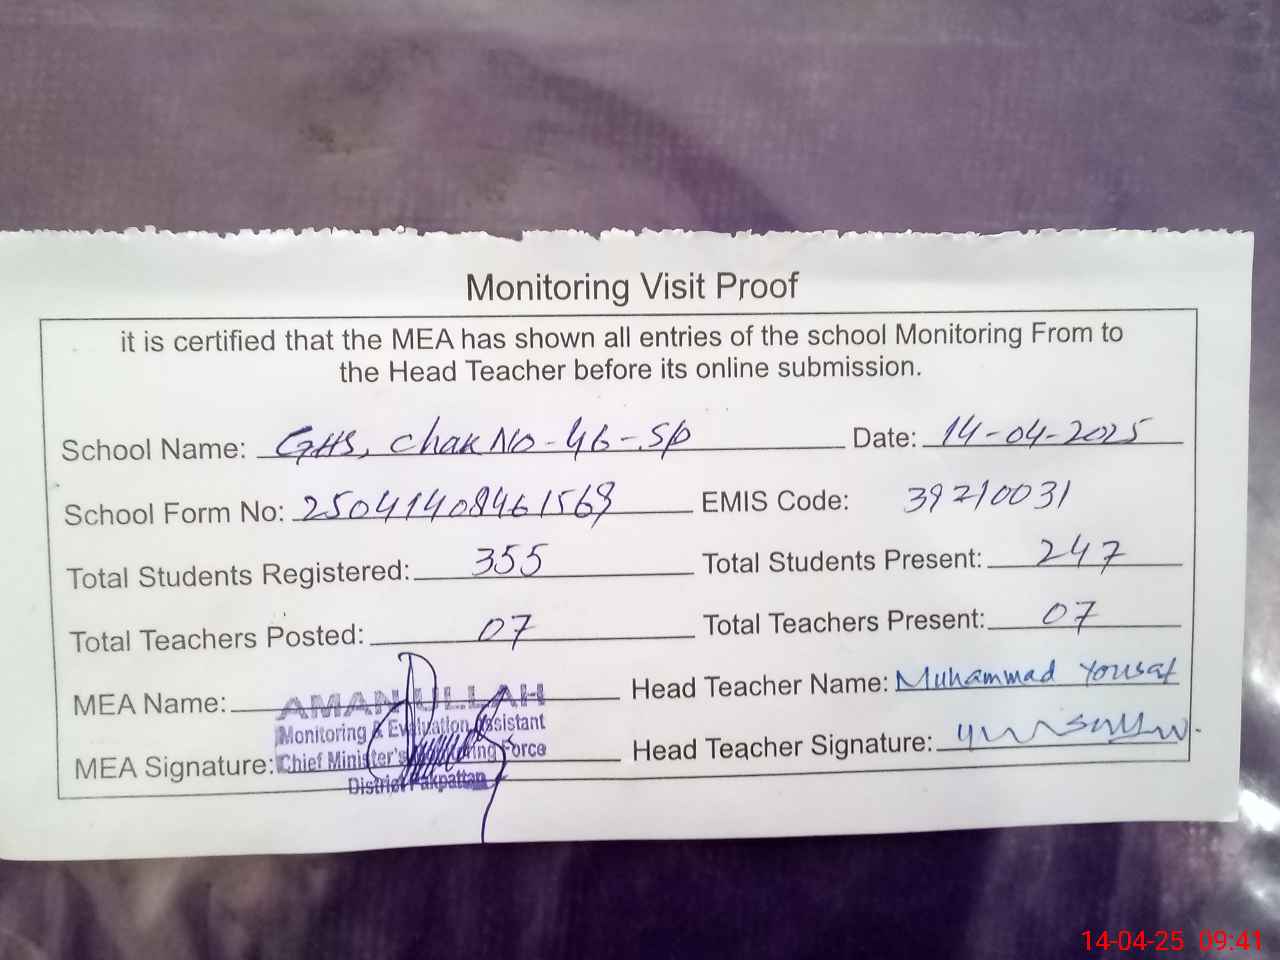 Monitoring Visit Proof
it is certified that the MEA has shown all entries of the school Monitoring From to
the Head Teacher before its online submission.
School Name: GHS, Chak No-46-SP Date: 14-04-2025
School Form No: 25041408461569 EMIS Code: 39210031
Total Students Registered: 355 Total Students Present: 247
Total Teachers Posted: 07 Total Teachers Present: 07
MEA Name: AMANULLAH Head Teacher Name: Muhammad Yousaf
Monitoring & Evaluation Assistant
MEA Signature: Chief Minister's Monitoring Force Head Teacher Signature:
District Pakpattan
14-04-25 09:41